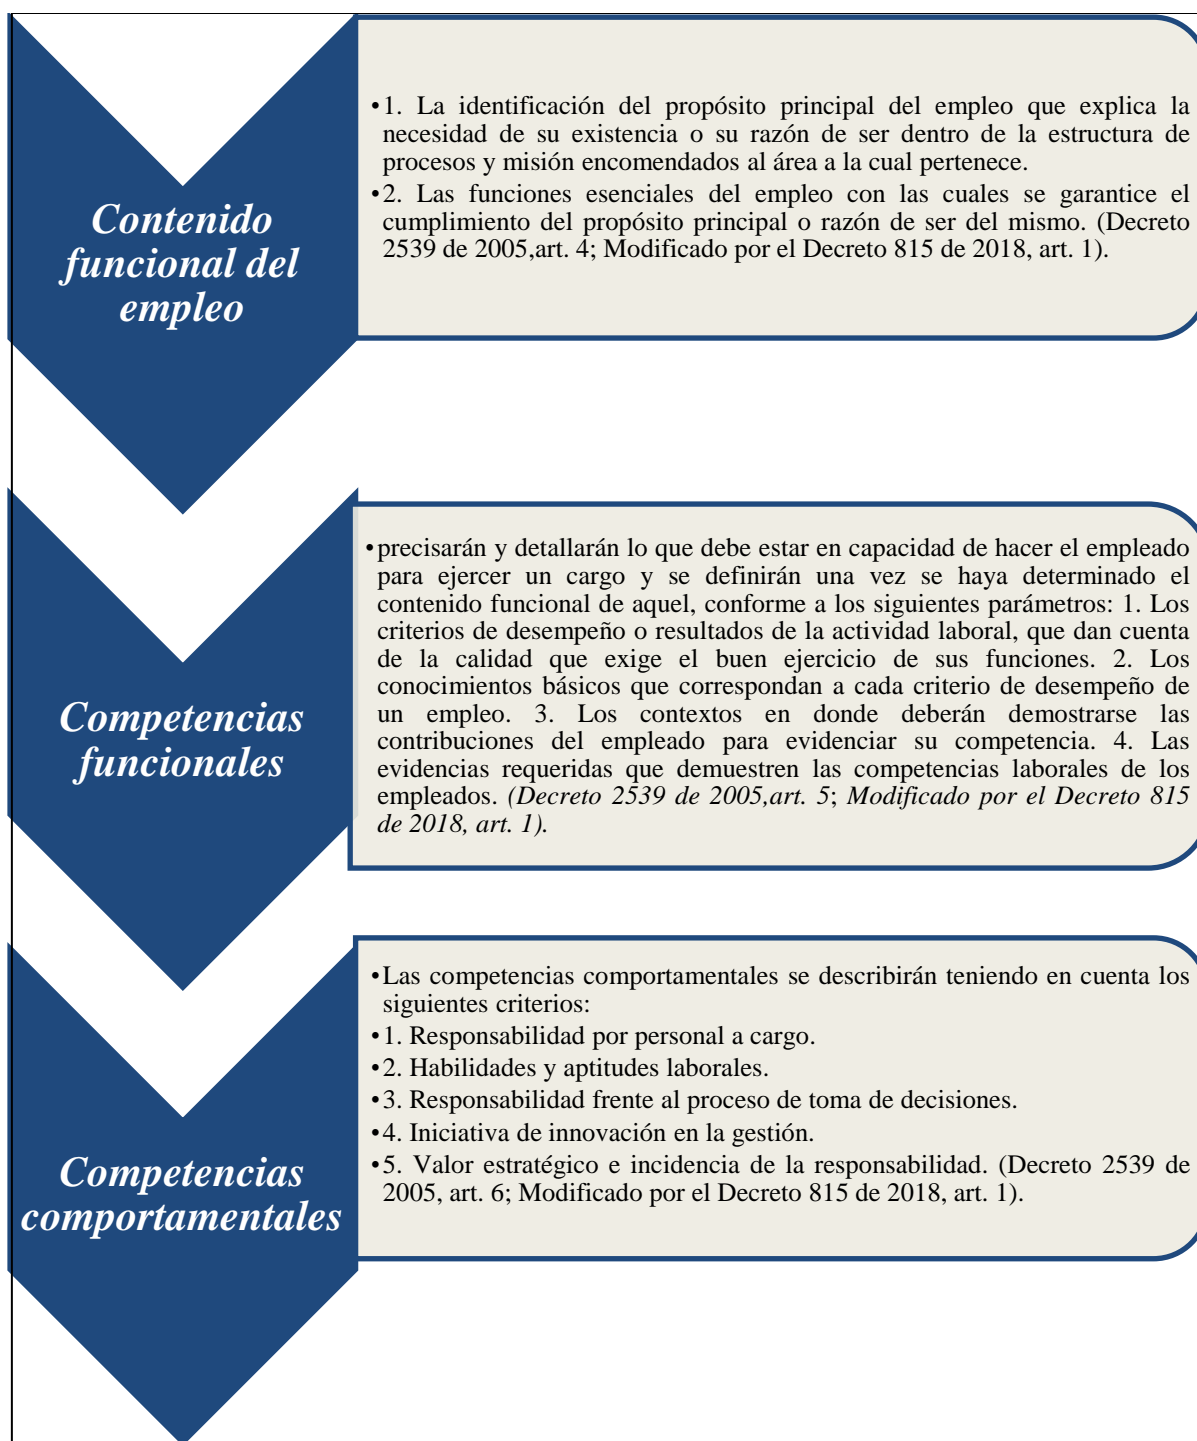 Contenido
funcional del
empleo
•1. La identificación del propósito principal del empleo que explica la
necesidad de su existencia o su razón de ser dentro de la estructura de
procesos y misión encomendados al área a la cual pertenece.
•2. Las funciones esenciales del empleo con las cuales se garantice el
cumplimiento del propósito principal o razón de ser del mismo. (Decreto
2539 de 2005,art. 4; Modificado por el Decreto 815 de 2018, art. 1).
Competencias
funcionales
•precisarán y detallarán lo que debe estar en capacidad de hacer el empleado
para ejercer un cargo y se definirán una vez se haya determinado el
contenido funcional de aquel, conforme a los siguientes parámetros: 1. Los
criterios de desempeño o resultados de la actividad laboral, que dan cuenta
de la calidad que exige el buen ejercicio de sus funciones. 2. Los
conocimientos básicos que correspondan a cada criterio de desempeño de
un empleo. 3. Los contextos en donde deberán demostrarse las
contribuciones del empleado para evidenciar su competencia. 4. Las
evidencias requeridas que demuestren las competencias laborales de los
empleados. (Decreto 2539 de 2005,art. 5; Modificado por el Decreto 815
de 2018, art. 1).
Competencias
comportamentales
•Las competencias comportamentales se describirán teniendo en cuenta los
siguientes criterios:
•1. Responsabilidad por personal a cargo.
•2. Habilidades y aptitudes laborales.
•3. Responsabilidad frente al proceso de toma de decisiones.
•4. Iniciativa de innovación en la gestión.
•5. Valor estratégico e incidencia de la responsabilidad. (Decreto 2539 de
2005, art. 6; Modificado por el Decreto 815 de 2018, art. 1).